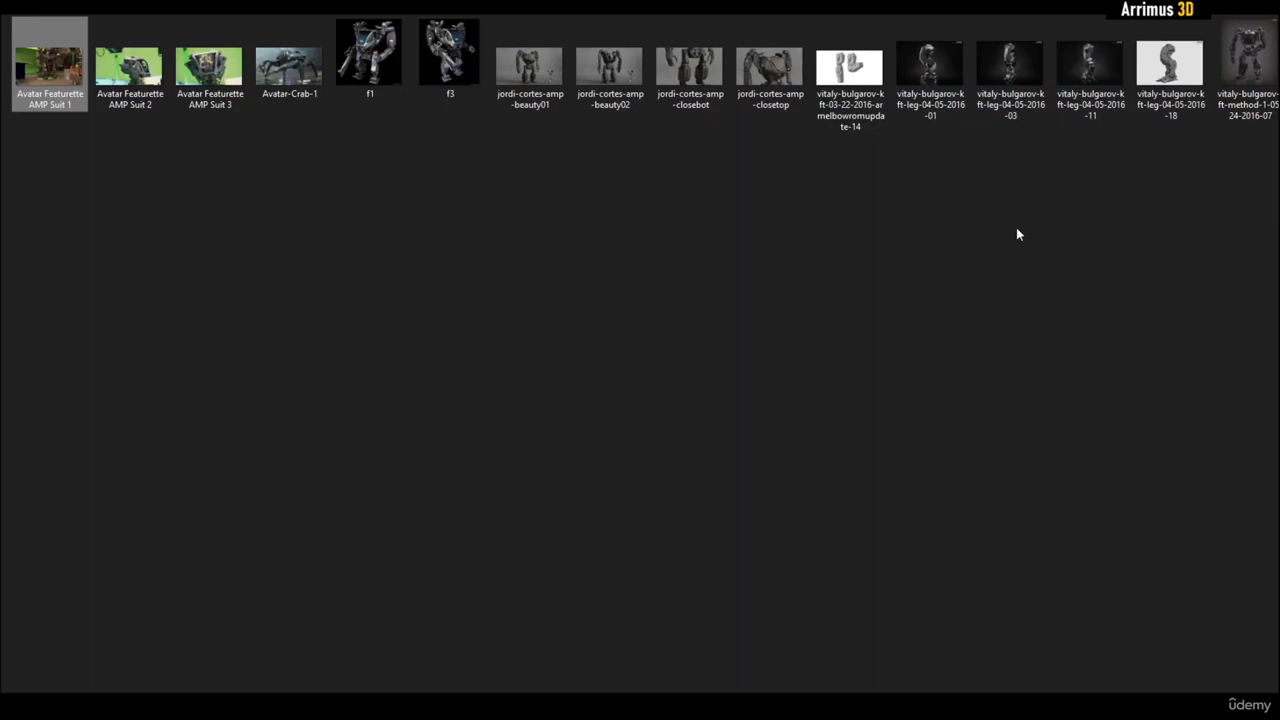 Arrimus 3D
Avatar Featurette
AMP Suit 1
Avatar Featurette
AMP Suit 2
Avatar Featurette
AMP Suit 3
Avatar-Crab-1
f1
f3
jordi-cortes-amp
-beauty01
jordi-cortes-amp
-beauty02
jordi-cortes-amp
-closebot
jordi-cortes-amp
-closetop
vitaly-bulgarov-k
ft-03-22-2016-ar
melbowromupda
te-14
vitaly-bulgarov-k
ft-leg-04-05-2016
-01
vitaly-bulgarov-k
ft-leg-04-05-2016
-03
vitaly-bulgarov-k
ft-leg-04-05-2016
-11
vitaly-bulgarov-k
ft-leg-04-05-2016
-18
vitaly-bulgarov-
ft-method-1-05
24-2016-07
ûdemy